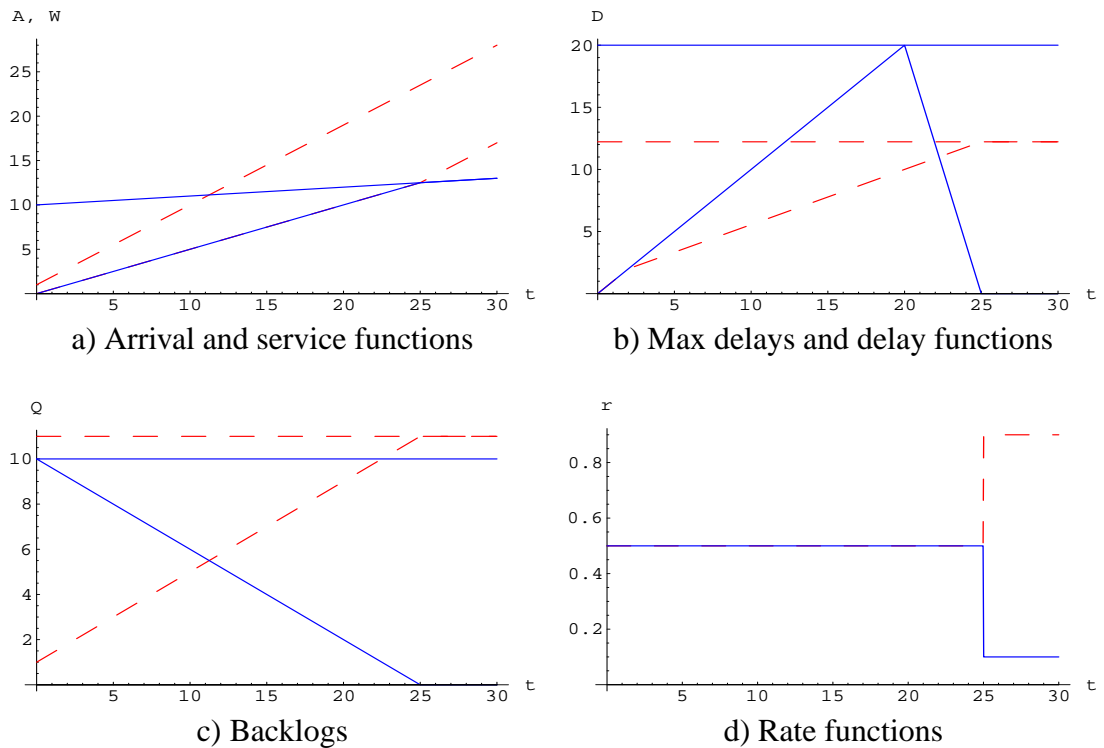 A, W
25
20
15
10
5
5 10 15 20 25 30 t
a) Arrival and service functions
D
20
15
10
5
5 10 15 20 25 30 t
b) Max delays and delay functions
Q
10
8
6
4
2
5 10 15 20 25 30 t
c) Backlogs
r
0.8
0.6
0.4
0.2
5 10 15 20 25 30 t
d) Rate functions